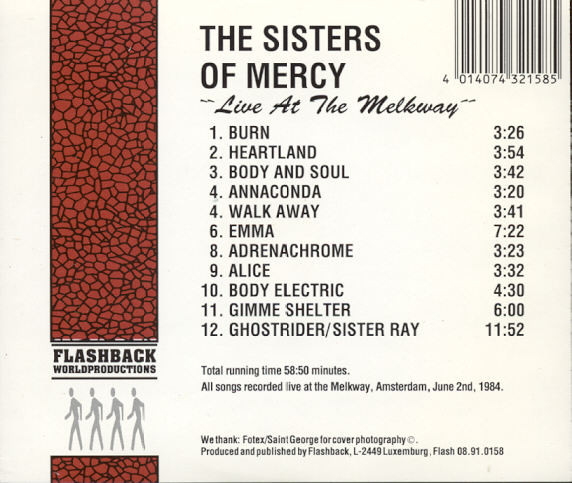 THE SISTERS
OF MERCY
4 014074 321585
~~Live At The Melkway~~
1. BURN 3:26
2. HEARTLAND 3:54
3. BODY AND SOUL 3:42
4. ANNACONDA 3:20
4. WALK AWAY 3:41
6. EMMA 7:22
8. ADRENACHROME 3:23
9. ALICE 3:32
10. BODY ELECTRIC 4:30
11. GIMME SHELTER 6:00
12. GHOSTRIDER/SISTER RAY 11:52
FLASHBACK
WORLDPRODUCTIONS
Total running time 58:50 minutes.
All songs recorded live at the Melkway, Amsterdam, June 2nd, 1984.
We thank: Fotex/Saint George for cover photography ©.
Produced and published by Flashback, L-2449 Luxemburg, Flash 08.91.0158